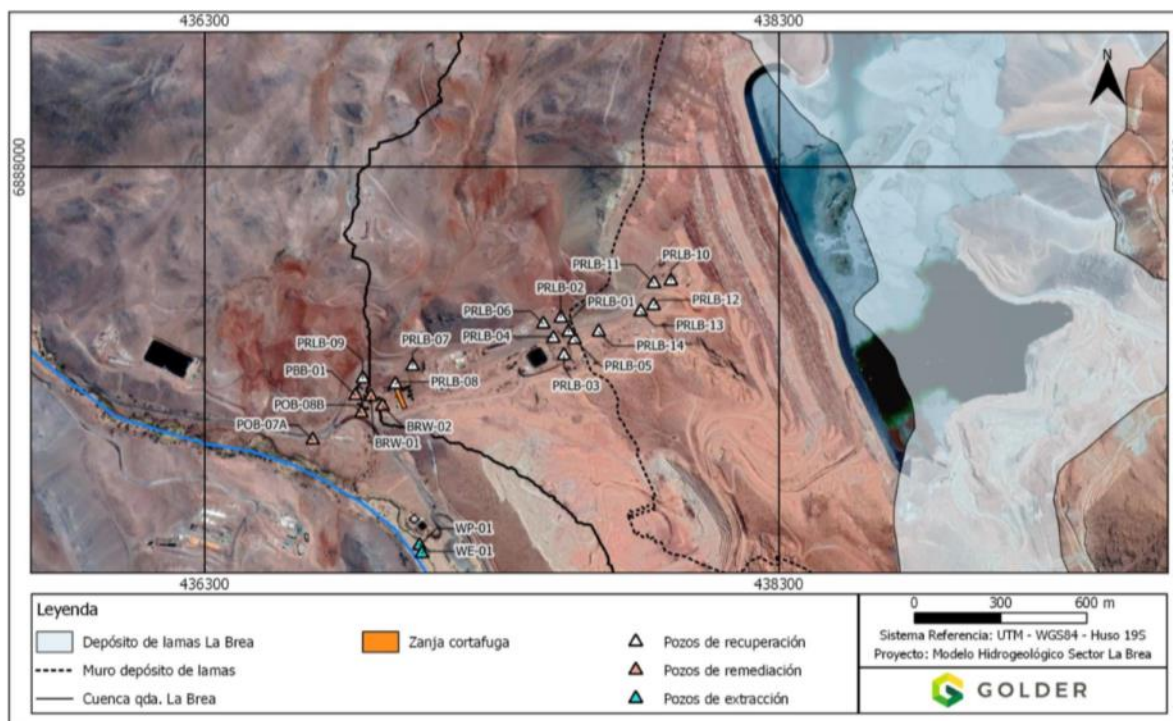 436300
438300
N
6888000
PRLB-11
PRLB-10
PRLB-02
PRLB-01
PRLB-12
PRLB-06
PRLB-13
PRLB-04
PRLB-14
PRLB-07
PRLB-09
PRLB-05
PBB-01
PRLB-08
PRLB-03
POB-08B
POB-07A
BRW-02
BRW-01
WP-01
WE-01
436300
438300
Leyenda
Depósito de lamas La Brea
Zanja cortafuga
Pozos de recuperación
Muro depósito de lamas
Pozos de remediación
Cuenca qda. La Brea
Pozos de extracción
0 300 600 m
Sistema Referencia: UTM - WGS84 - Huso 19S
Proyecto: Modelo Hidrogeológico Sector La Brea
GOLDER